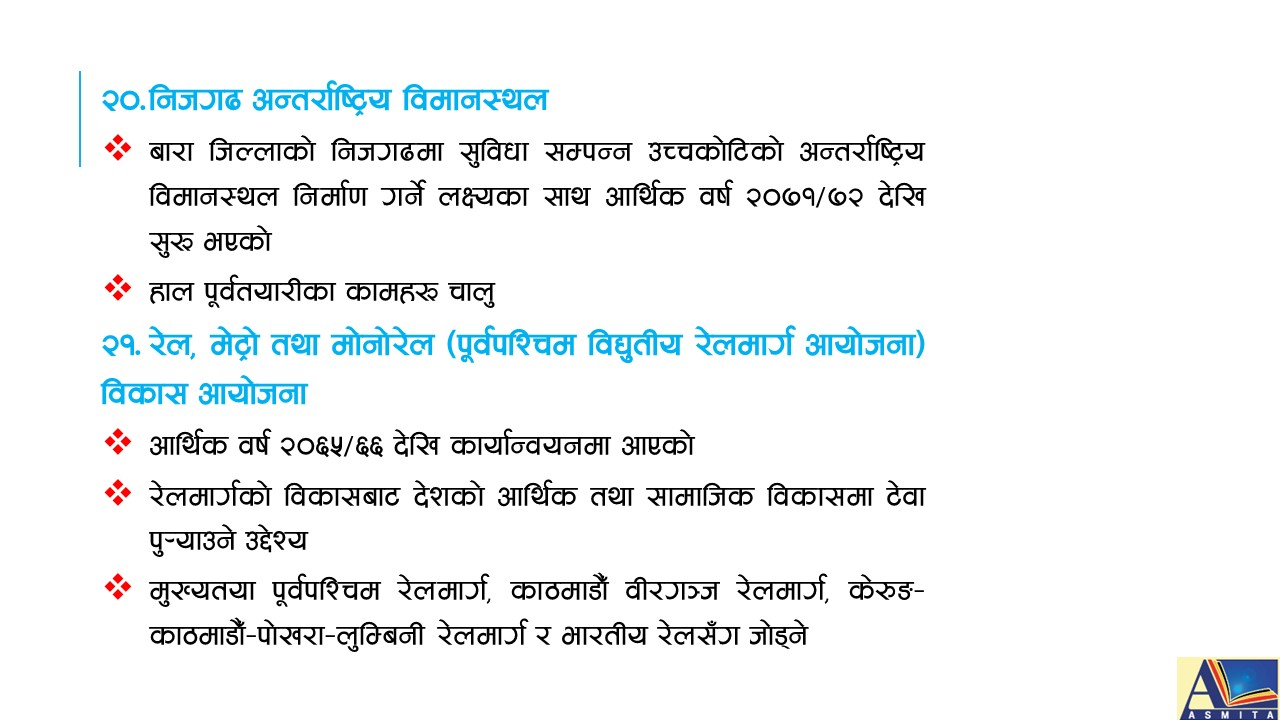 २०.निजगढ अन्तर्राष्ट्रिय विमानस्थल
❖ बारा जिल्लाको निजगढमा सुविधा सम्पन्न उच्चकोटिको अन्तर्राष्ट्रिय
विमानस्थल निर्माण गर्ने लक्ष्यका साथ आर्थिक वर्ष २०७१/७२ देखि
सुरु भएको
❖ हाल पूर्वतयारीका कामहरु चालु
२१. रेल, मेट्रो तथा मोनोरेल (पूर्वपश्चिम विद्युतीय रेलमार्ग आयोजना)
विकास आयोजना
❖ आर्थिक वर्ष २०६५/६६ देखि कार्यान्वयनमा आएको
❖ रेलमार्गको विकासबाट देशको आर्थिक तथा सामाजिक विकासमा टेवा
पुऱ्याउने उद्देश्य
❖ मुख्यतया पूर्वपश्चिम रेलमार्ग, काठमाडौँ वीरगञ्ज रेलमार्ग, केरुङ-
काठमाडौँ-पोखरा-लुम्बिनी रेलमार्ग र भारतीय रेलसँग जोड्ने
ASMITA